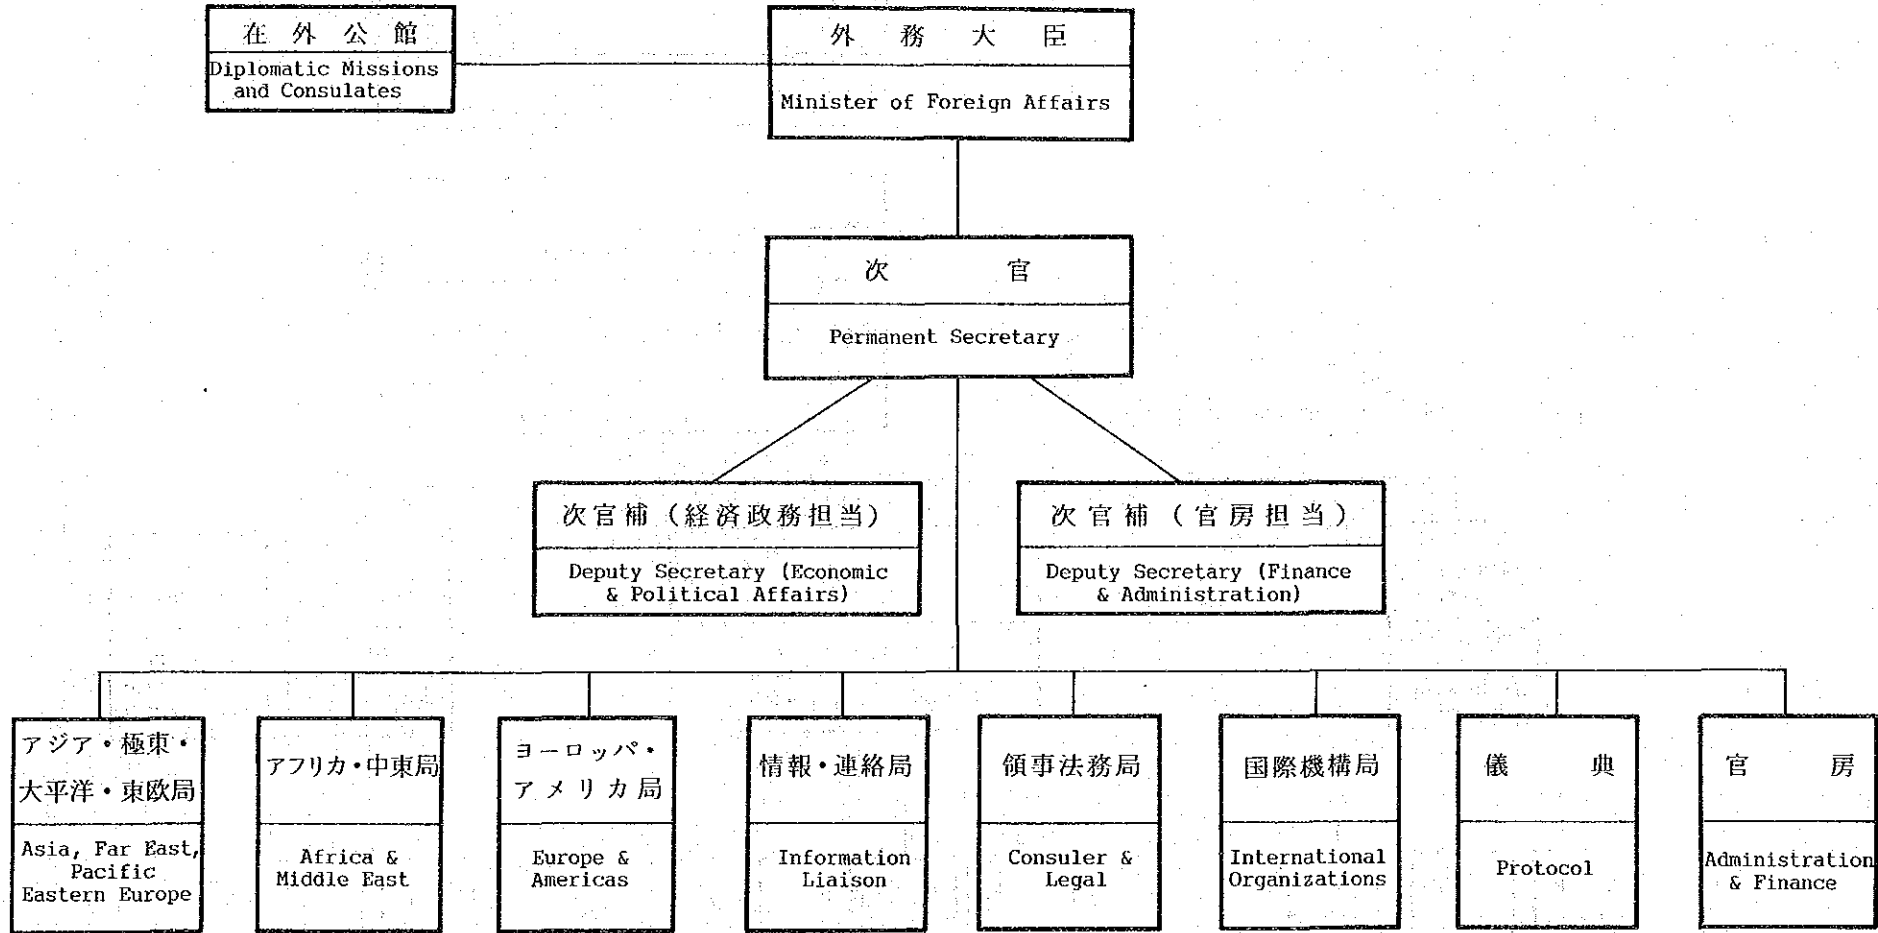 在外公館
Diplomatic Missions
and Consulates
外務大臣
Minister of Foreign Affairs
次官
Permanent Secretary
次官補（経済政務担当）
Deputy Secretary (Economic
& Political Affairs)
次官補（官房担当）
Deputy Secretary (Finance
& Administration)
アジア・極東・
大平洋・東欧局
Asia, Far East,
Pacific
Eastern Europe
アフリカ・中東局
Africa &
Middle East
ヨーロッパ・
アメリカ局
Europe &
Americas
情報・連絡局
Information
Liaison
領事法務局
Consuler &
Legal
国際機構局
International
Organizations
儀典
Protocol
官房
Administration
& Finance